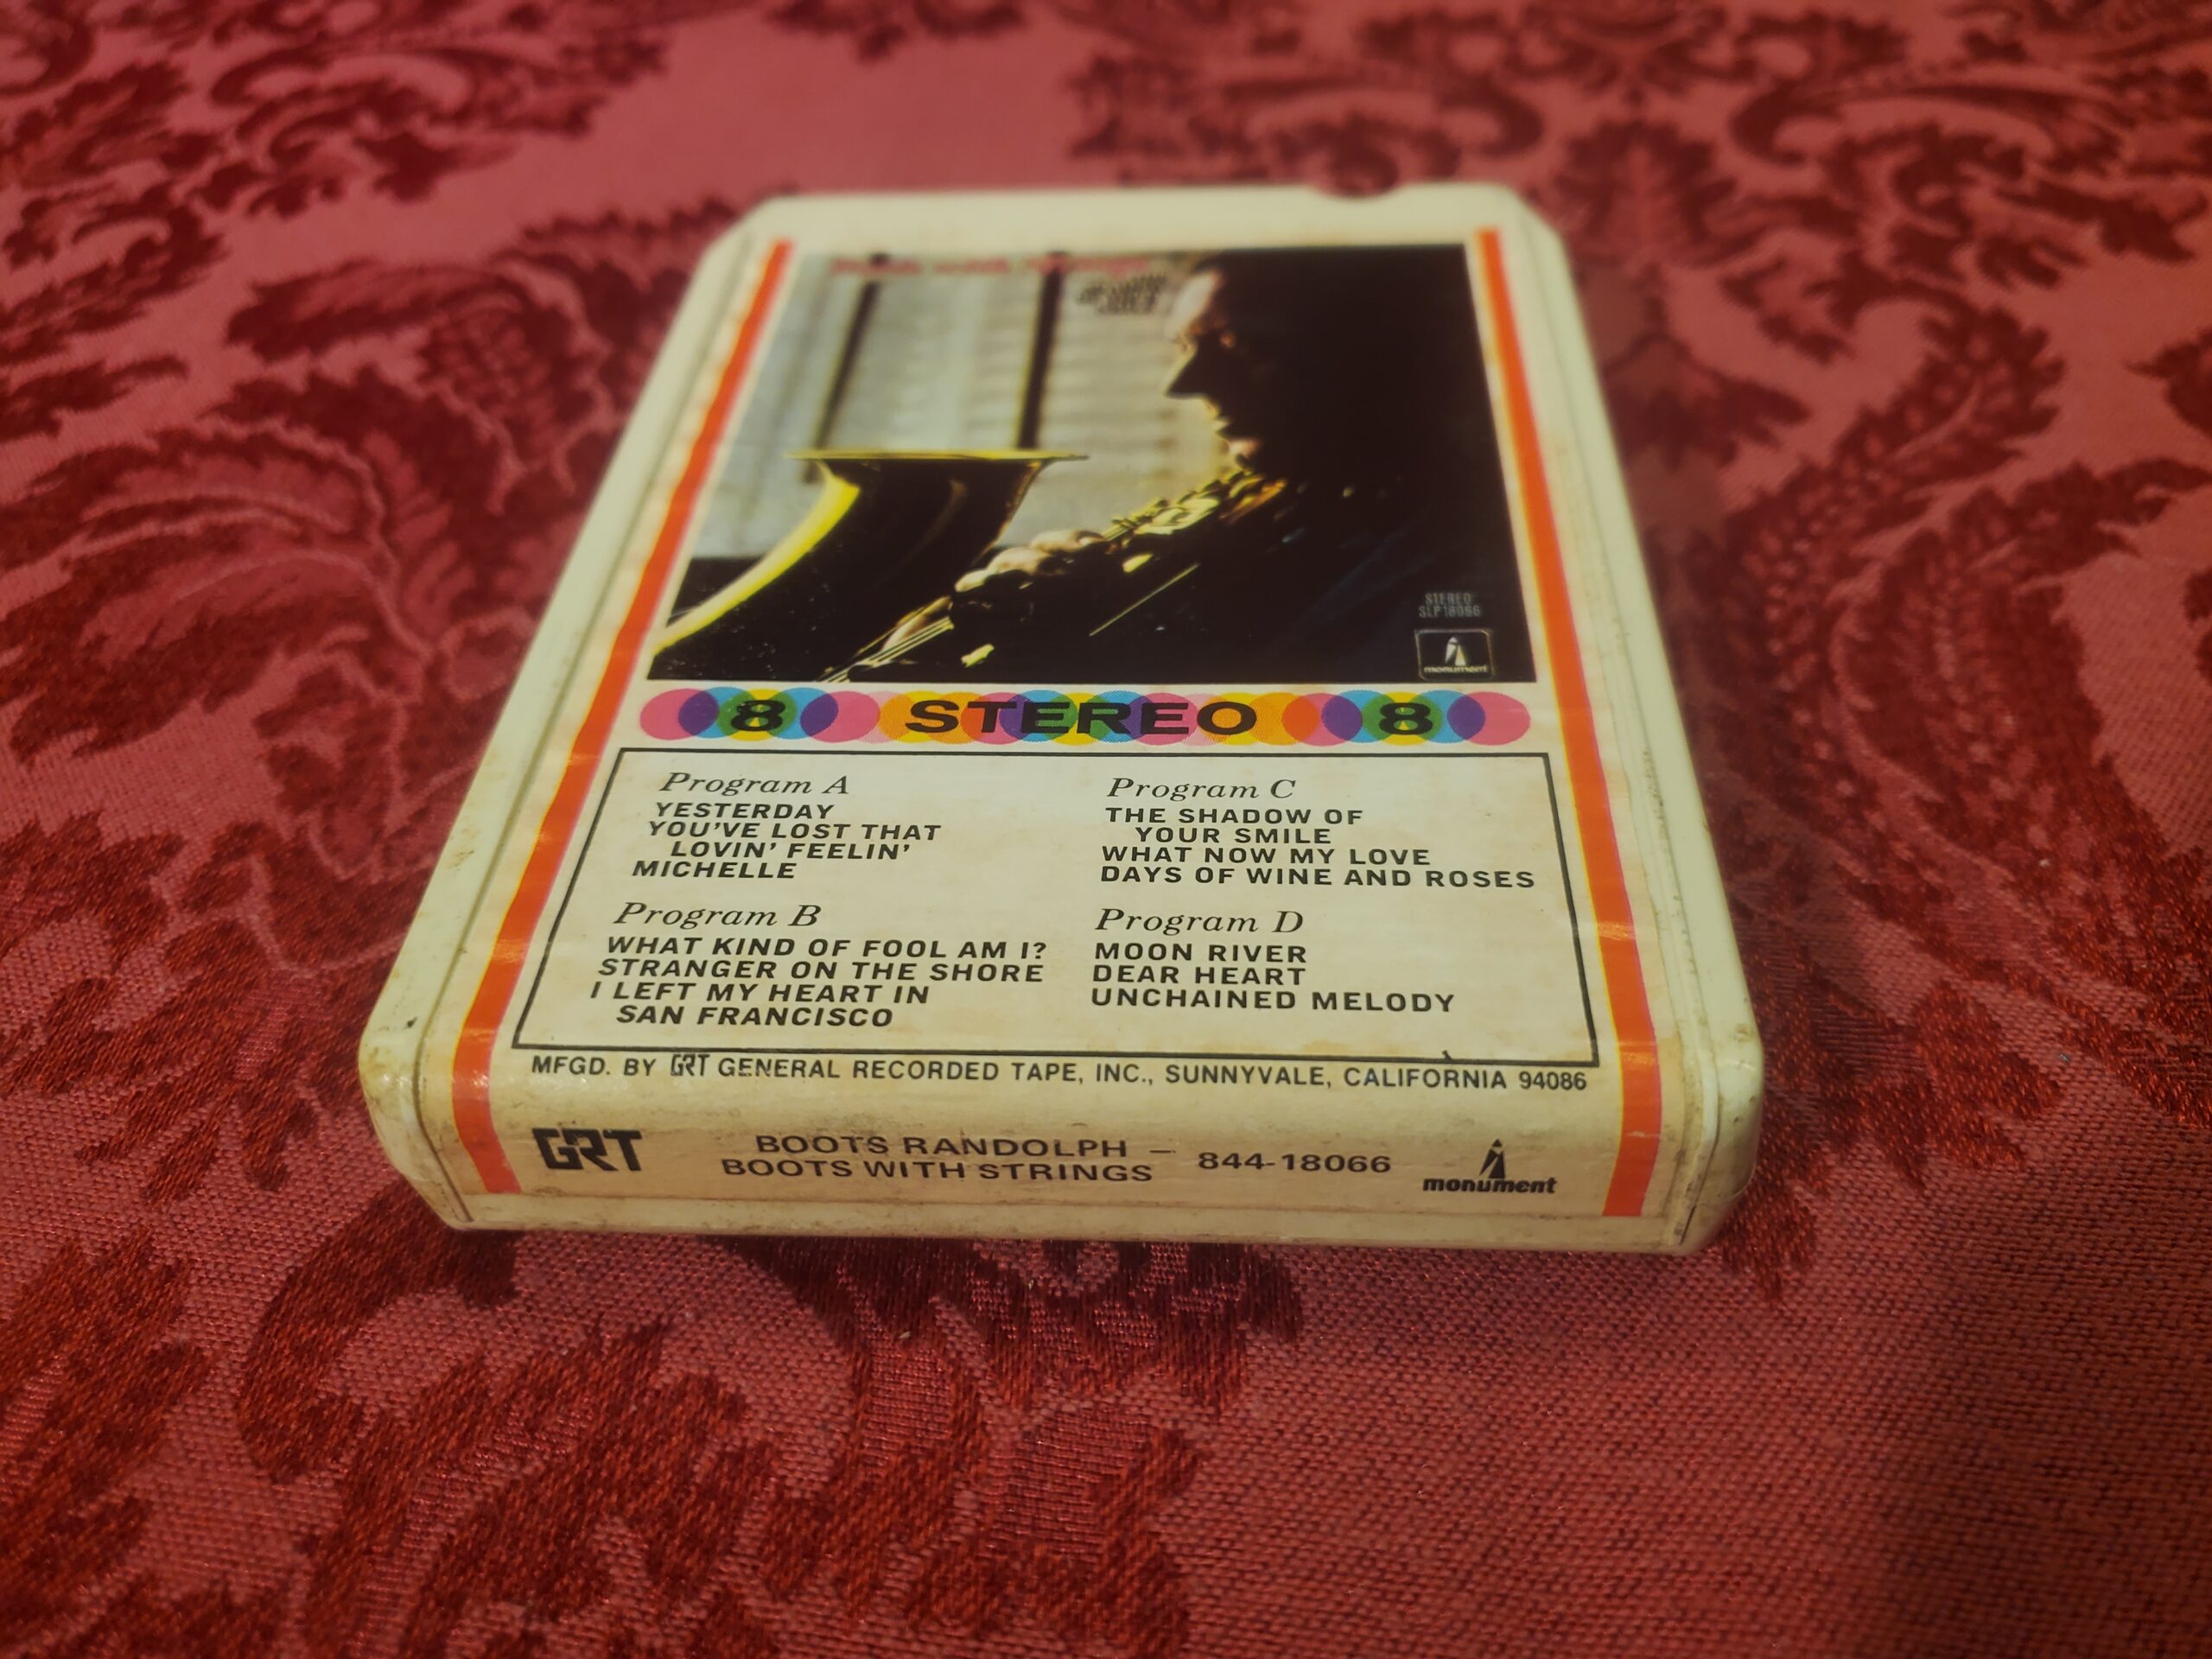 STEREO
SLP18066
monument
8 STEREO 8
Program A
YESTERDAY
YOU'VE LOST THAT
LOVIN' FEELIN'
MICHELLE
Program B
WHAT KIND OF FOOL AM I?
STRANGER ON THE SHORE
I LEFT MY HEART IN
SAN FRANCISCO
Program C
THE SHADOW OF
YOUR SMILE
WHAT NOW MY LOVE
DAYS OF WINE AND ROSES
Program D
MOON RIVER
DEAR HEART
UNCHAINED MELODY
MFGD. BY GRT GENERAL RECORDED TAPE, INC., SUNNYVALE, CALIFORNIA 94086
GRT
BOOTS RANDOLPH —
BOOTS WITH STRINGS
844-18066
monument